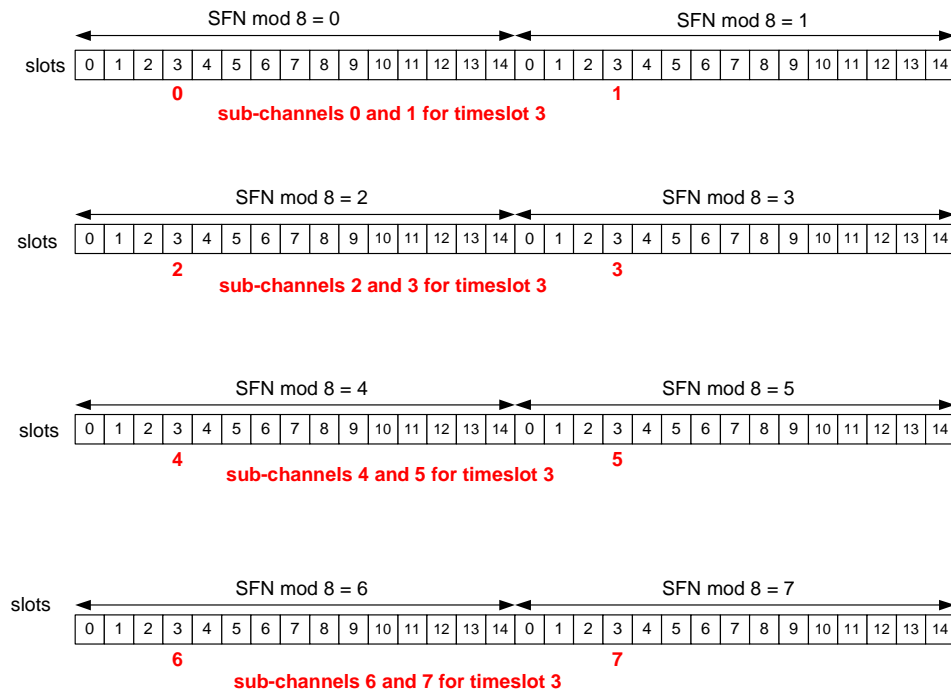 SFN mod 8 = 0 SFN mod 8 = 1
slots 0 1 2 3 4 5 6 7 8 9 10 11 12 13 14 0 1 2 3 4 5 6 7 8 9 10 11 12 13 14
0 1
sub-channels 0 and 1 for timeslot 3
SFN mod 8 = 2 SFN mod 8 = 3
slots 0 1 2 3 4 5 6 7 8 9 10 11 12 13 14 0 1 2 3 4 5 6 7 8 9 10 11 12 13 14
2 3
sub-channels 2 and 3 for timeslot 3
SFN mod 8 = 4 SFN mod 8 = 5
slots 0 1 2 3 4 5 6 7 8 9 10 11 12 13 14 0 1 2 3 4 5 6 7 8 9 10 11 12 13 14
4 5
sub-channels 4 and 5 for timeslot 3
SFN mod 8 = 6 SFN mod 8 = 7
slots
0 1 2 3 4 5 6 7 8 9 10 11 12 13 14 0 1 2 3 4 5 6 7 8 9 10 11 12 13 14
6 7
sub-channels 6 and 7 for timeslot 3